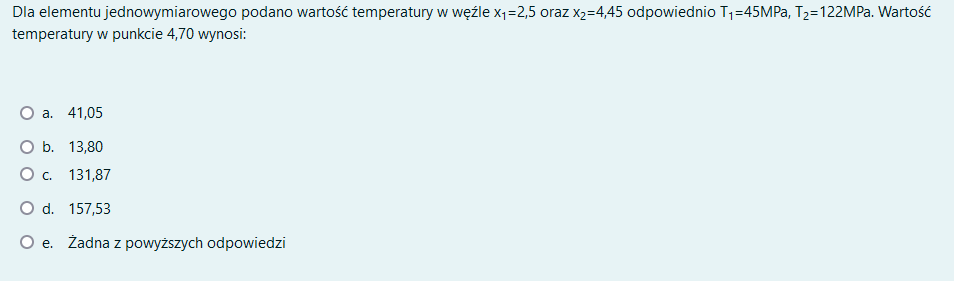 Dla elementu jednowymiarowego podano wartość temperatury w węźle x₁=2,5 oraz x₂=4,45 odpowiednio T₁=45MPa, T₂=122MPa. Wartość
temperatury w punkcie 4,70 wynosi:
a. 41,05
b. 13,80
c. 131,87
d. 157,53
e. Żadna z powyższych odpowiedzi